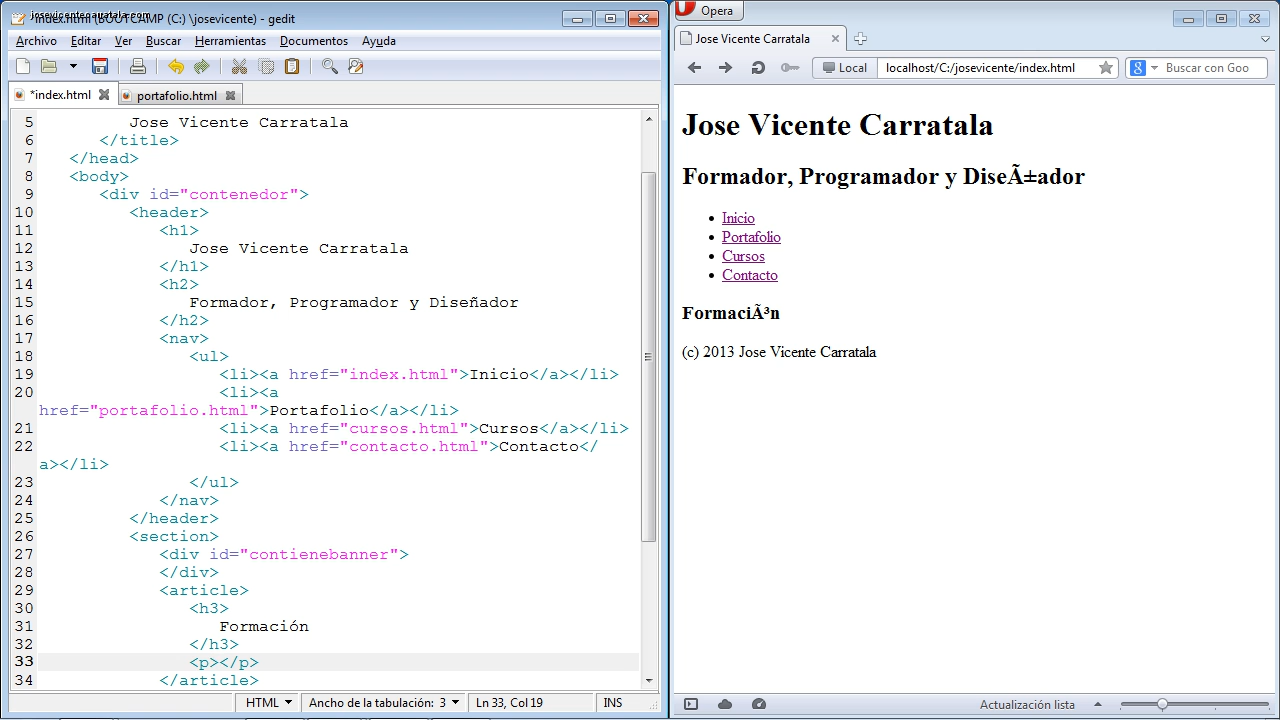 josevicentecarratala.com
(C:) \josevicente) - gedit
Archivo Editar Ver Buscar Herramientas Documentos Ayuda
*index.html portafolio.html
5 Jose Vicente Carratala
6 </title>
7 </head>
8 <body>
9 <div id="contenedor">
10 <header>
11 <h1>
12 Jose Vicente Carratala
13 </h1>
14 <h2>
15 Formador, Programador y Diseñador
16 </h2>
17 <nav>
18 <ul>
19 <li><a href="index.html">Inicio</a></li>
20 <li><a
href="portafolio.html">Portafolio</a></li>
21 <li><a href="cursos.html">Cursos</a></li>
22 <li><a href="contacto.html">Contacto</
a></li>
23 </ul>
24 </nav>
25 </header>
26 <section>
27 <div id="contienebanner">
28 </div>
29 <article>
30 <h3>
31 Formación
32 </h3>
33 <p></p>
34 </article>
HTML Ancho de la tabulación: 3 Ln 33, Col 19 INS
Opera
Jose Vicente Carratala
Local localhost/C:/josevicente/index.html 8 Buscar con Goo
Jose Vicente Carratala
Formador, Programador y DiseÃ±ador
• Inicio
• Portafolio
• Cursos
• Contacto
FormaciÃ³n
(c) 2013 Jose Vicente Carratala
Actualización lista